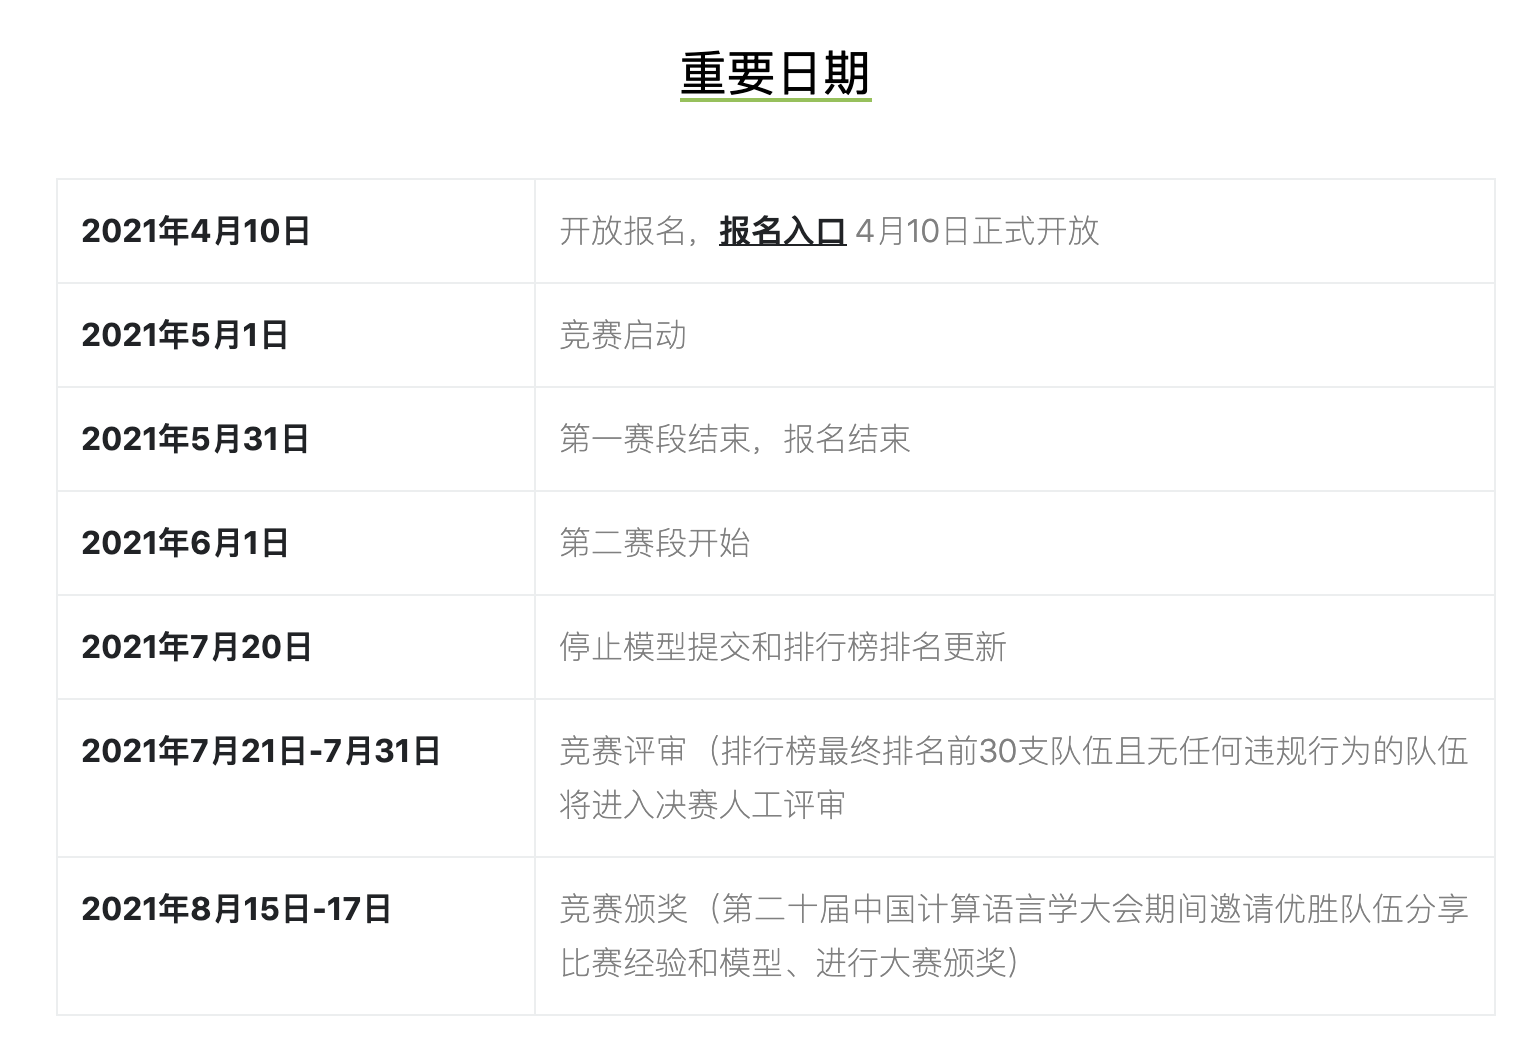 重要日期
2021年4月10日
开放报名，报名入口 4月10日正式开放
2021年5月1日
竞赛启动
2021年5月31日
第一赛段结束，报名结束
2021年6月1日
第二赛段开始
2021年7月20日
停止模型提交和排行榜排名更新
2021年7月21日-7月31日
竞赛评审（排行榜最终排名前30支队伍且无任何违规行为的队伍
将进入决赛人工评审
2021年8月15日-17日
竞赛颁奖（第二十届中国计算语言学大会期间邀请优胜队伍分享
比赛经验和模型、进行大赛颁奖）